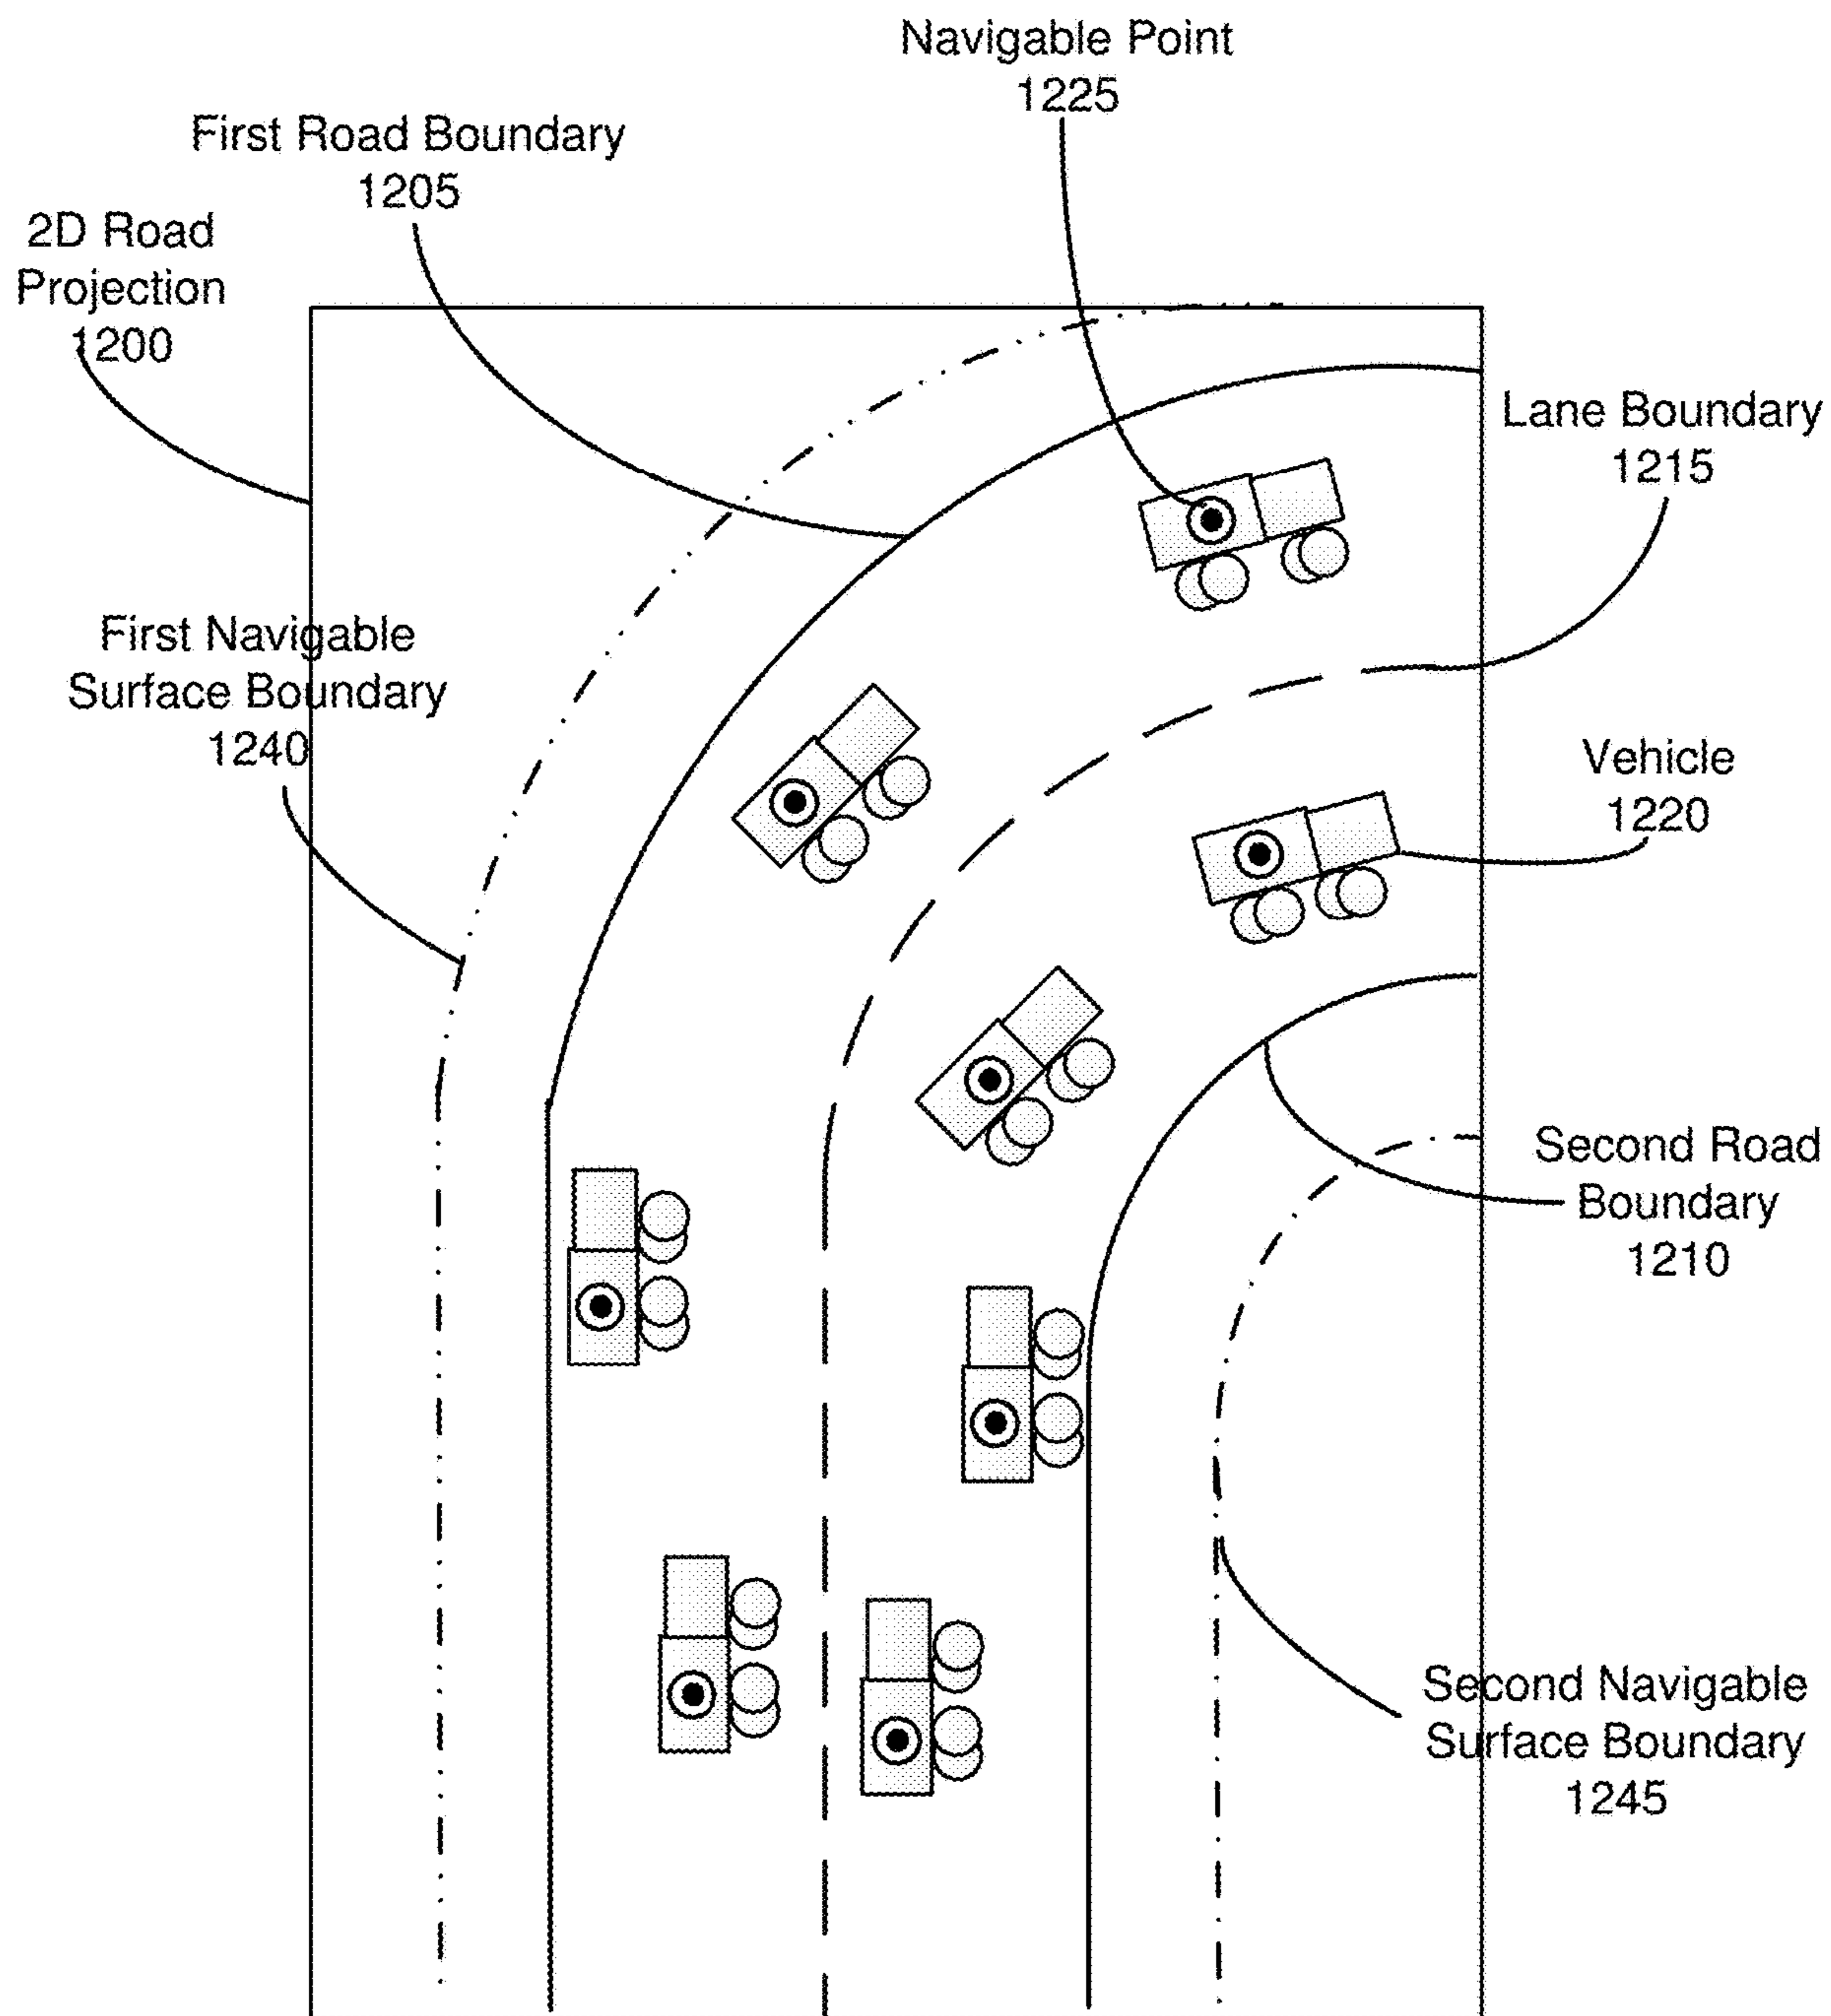 Navigable Point
1225
First Road Boundary
1205
2D Road
Projection
1200
Lane Boundary
1215
First Navigable
Surface Boundary
1240
Vehicle
1220
Second Road
Boundary
1210
Second Navigable
Surface Boundary
1245